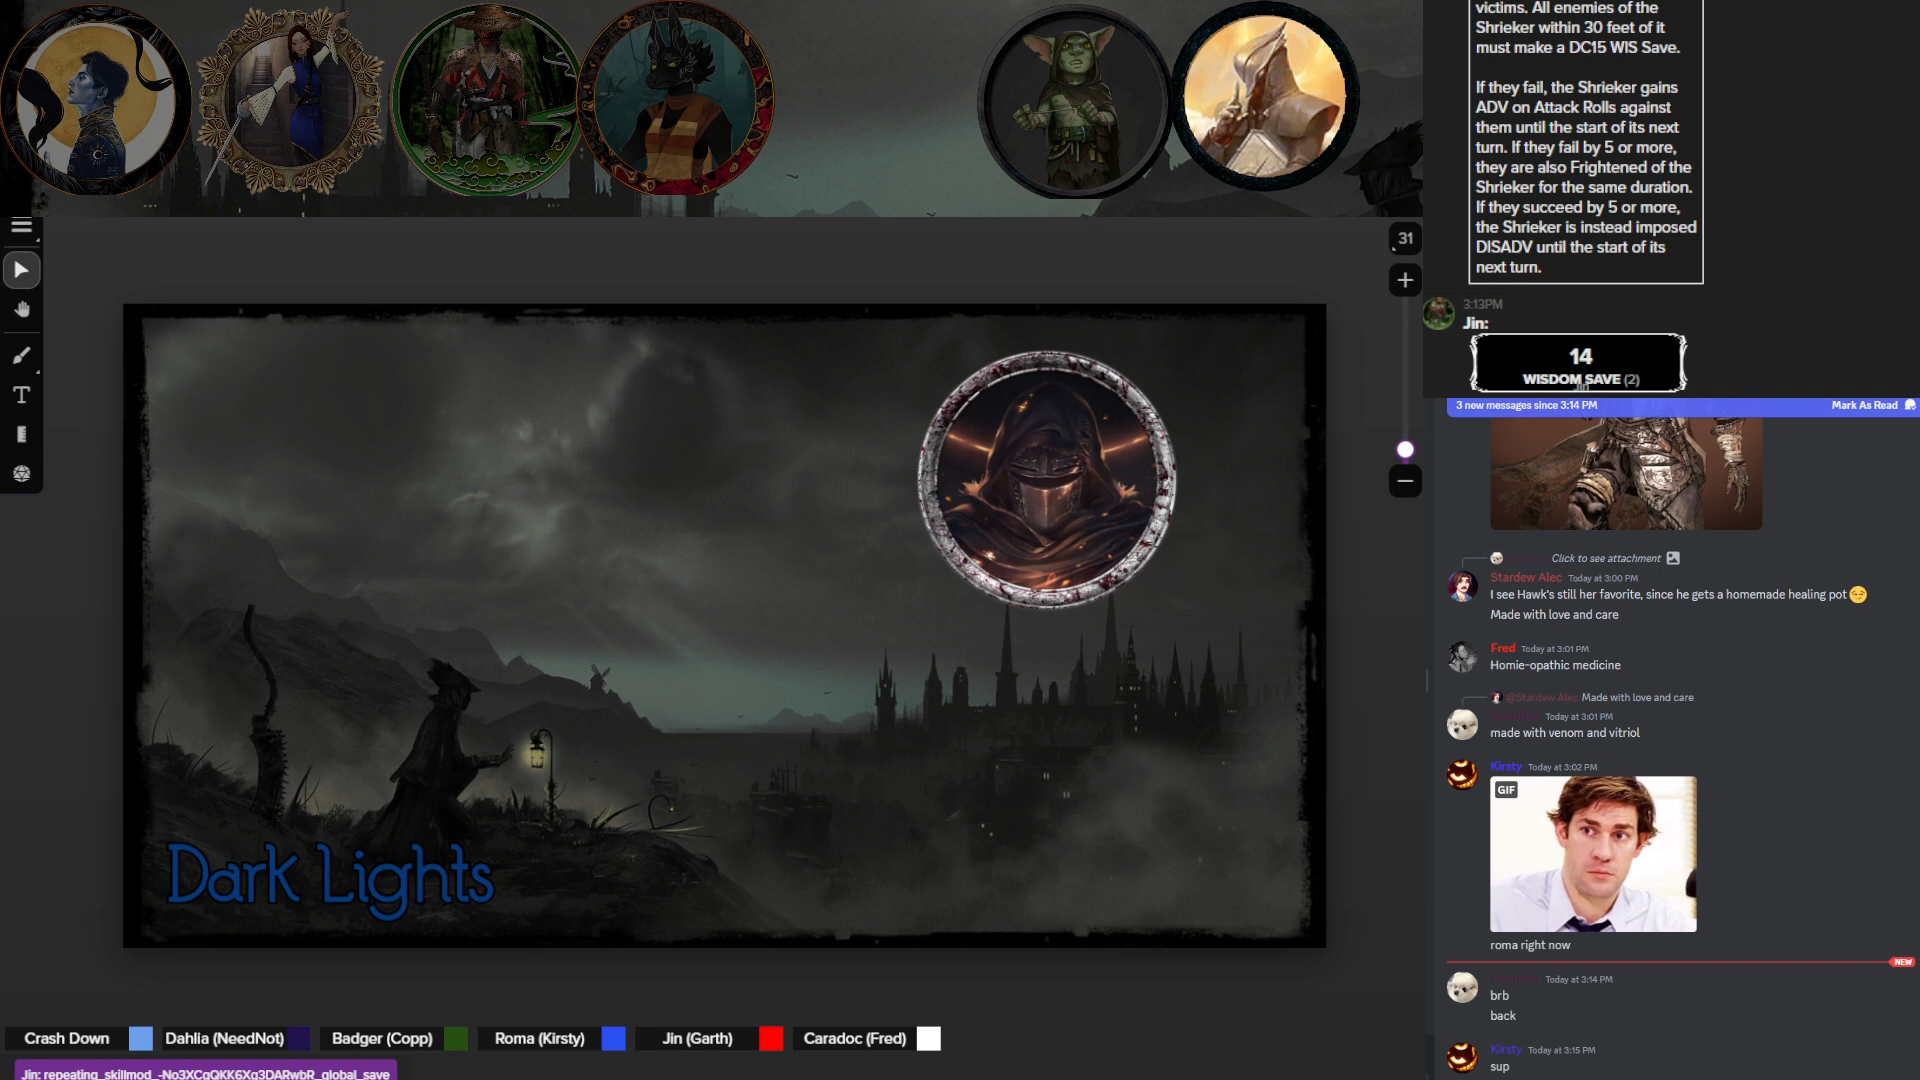 victims. All enemies of the
Shrieker within 30 feet of it
must make a DC15 WIS Save.
If they fail, the Shrieker gains
ADV on Attack Rolls against
them until the start of its next
turn. If they fail by 5 or more,
they are also Frightened of the
Shrieker for the same duration.
If they succeed by 5 or more,
the Shrieker is instead imposed
DISADV until the start of its
next turn.
31
3:13PM
Jin:
14
WISDOM SAVE (2)
Jin
3 new messages since 3:14 PM
Mark As Read
Click to see attachment
Stardew Alec Today at 3:00 PM
I see Hawk's still her favorite, since he gets a homemade healing pot 😏
Made with love and care
Fred Today at 3:01 PM
Homie-opathic medicine
@Stardew Alec Made with love and care
Today at 3:01 PM
made with venom and vitriol
Kirsty Today at 3:02 PM
GIF
roma right now
NEW
Today at 3:14 PM
brb
back
Kirsty Today at 3:15 PM
sup
Dark Lights
Crash Down
Dahlia (NeedNot)
Badger (Copp)
Roma (Kirsty)
Jin (Garth)
Caradoc (Fred)